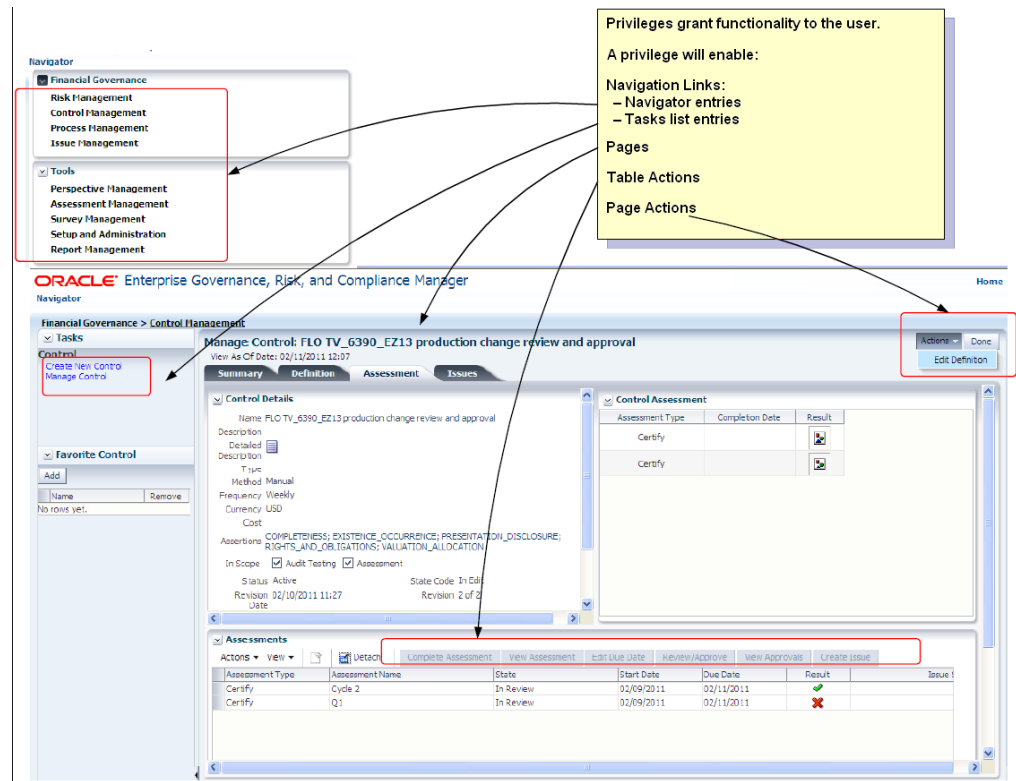 Privileges grant functionality to the user.
A privilege will enable:
Navigation Links:
– Navigator entries
– Tasks list entries
Pages
Table Actions
Page Actions
Navigator
Financial Governance
Risk Management
Control Management
Process Management
Issue Management
Tools
Perspective Management
Assessment Management
Survey Management
Setup and Administration
Report Management
ORACLE Enterprise Governance, Risk, and Compliance Manager
Home
Navigator
Financial Governance > Control Management
Tasks
Control
Create New Control
Manage Control
Favorite Control
Add
Name Remove
No rows yet.
Manage Control: FLO TV_6390_EZ13 production change review and approval
View As Of Date: 02/11/2011 12:07
Actions Done
Edit Definition
Summary Definition Assessment Issues
Control Details
Name FLO TV_6390_EZ13 production change review and approval
Description
Detailed
Description
Type
Method Manual
Frequency Weekly
Currency USD
Cost
Assertions COMPLETENESS; EXISTENCE_OCCURRENCE; PRESENTATION_DISCLOSURE;
RIGHTS_AND_OBLIGATIONS; VALUATION_ALLOCATION
In Scope Audit Testing Assessment
Status Active State Code In Edit
Revision 02/10/2011 11:27 Revision 2 of 2
Date
Control Assessment
Assessment Type Completion Date Result
Certify
Certify
Assessments
Actions View Detach Complete Assessment View Assessment Edit Due Date Review/Approve View Approvals Create Issue
Assessment Type Assessment Name State Start Date Due Date Result Issue
Certify Cycle 2 In Review 02/09/2011 02/11/2011
Certify Q1 In Review 02/09/2011 02/11/2011